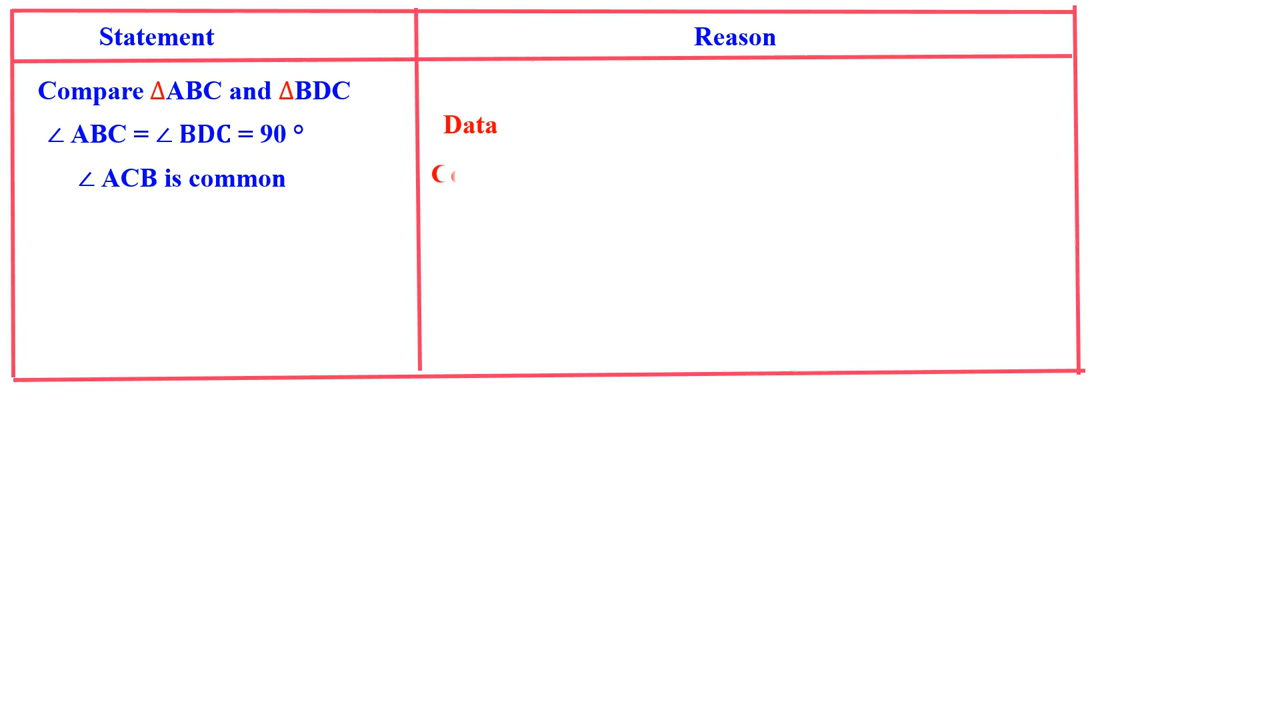 Statement
Reason
Compare ΔABC and ΔBDC
∠ ABC = ∠ BDC = 90 °
Data
∠ ACB is common